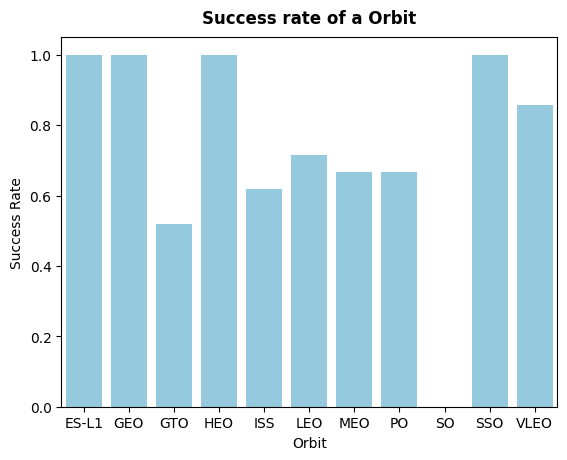 Success rate of a Orbit
Success Rate
1.0
0.8
0.6
0.4
0.2
0.0
ES-L1 GEO GTO HEO ISS LEO MEO PO SO SSO VLEO
Orbit